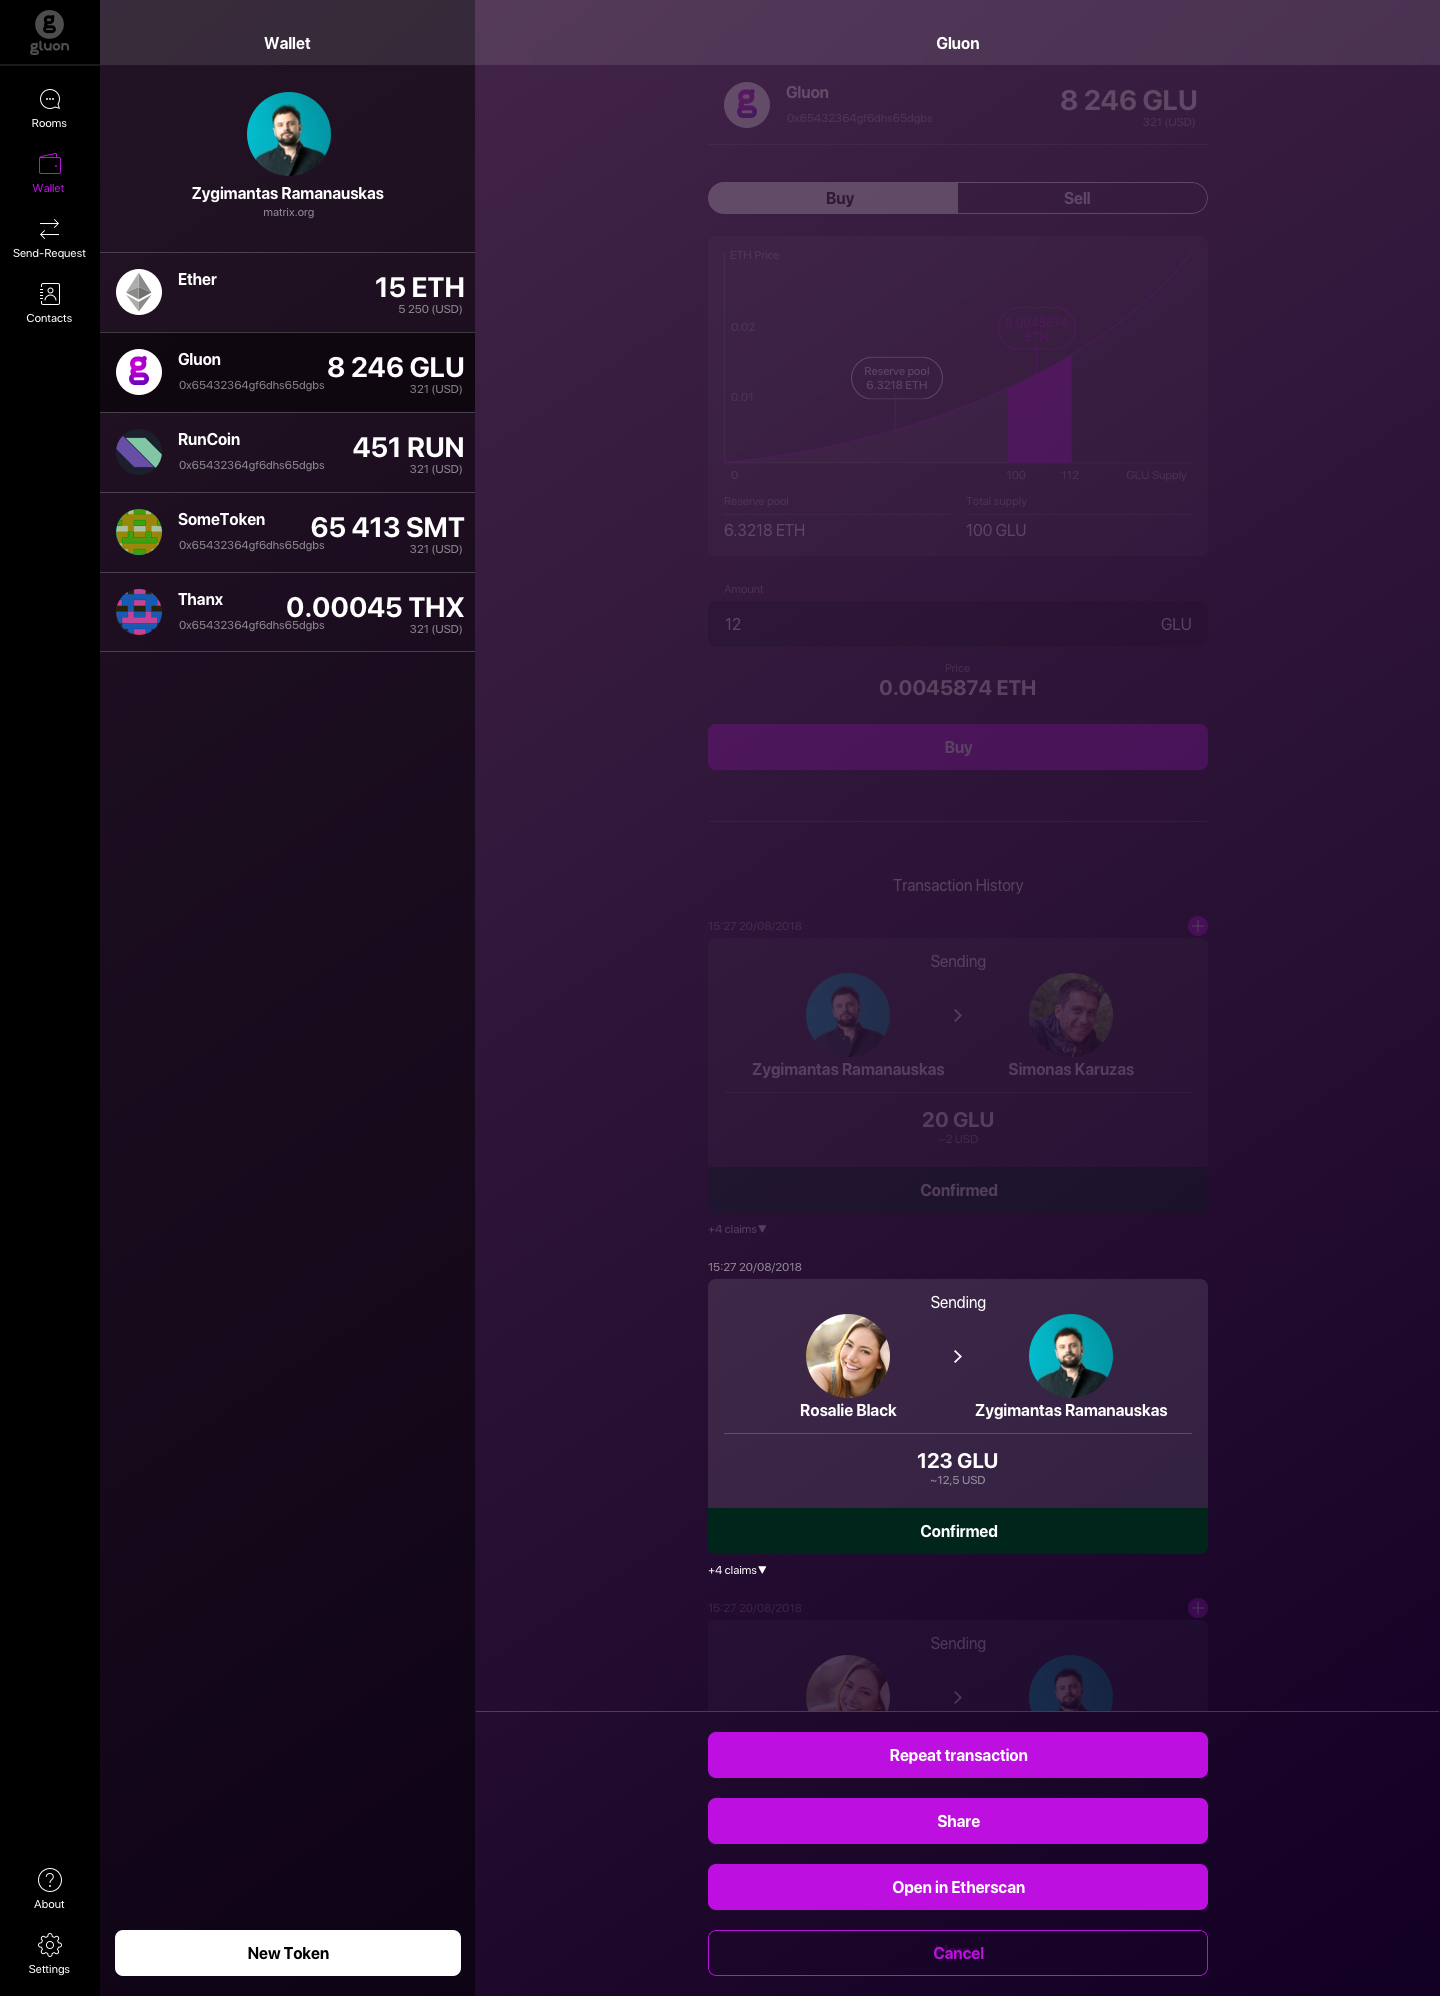 gluon
Rooms
Wallet
Send-Request
Contacts
About
Settings
Wallet
Zygimantas Ramanauskas
matrix.org
Ether
15 ETH
5 250 (USD)
Gluon
8 246 GLU
0x65432364gf6dhs65dgbs
321 (USD)
RunCoin
451 RUN
0x65432364gf6dhs65dgbs
321 (USD)
SomeToken
65 413 SMT
0x65432364gf6dhs65dgbs
321 (USD)
Thanx
0.00045 THX
0x65432364gf6dhs65dgbs
321 (USD)
New Token
Gluon
Gluon
8 246 GLU
0x65432364gf6dhs65dgbs
321 (USD)
Buy Sell
ETH Price
0.02
0.0045874
ETH
Reserve pool
6.3218 ETH
0.01
0 100 112 GLU Supply
Reserve pool Total supply
6.3218 ETH 100 GLU
Amount
12 GLU
Price
0.0045874 ETH
Buy
Transaction History
15:27 20/08/2018
Sending
Zygimantas Ramanauskas Simonas Karuzas
20 GLU
~2 USD
Confirmed
+4 claims▼
15:27 20/08/2018
Sending
Rosalie Black Zygimantas Ramanauskas
123 GLU
~12,5 USD
Confirmed
+4 claims▼
15:27 20/08/2018
Sending
Repeat transaction
Share
Open in Etherscan
Cancel